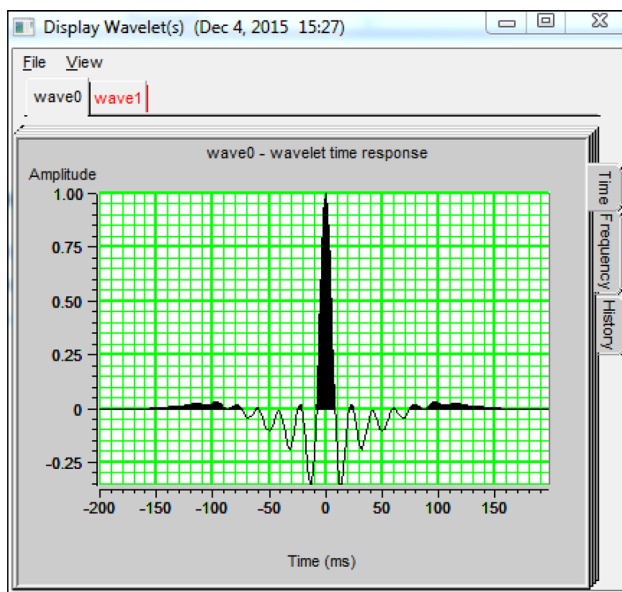 Display Wavelet(s) (Dec 4, 2015 15:27)
File View
wave0 wave1
wave0 - wavelet time response
Amplitude
1.00
0.75
0.50
0.25
0
-0.25
-200 -100 -50 0 50 100 150
Time (ms)
Time
Frequency
History